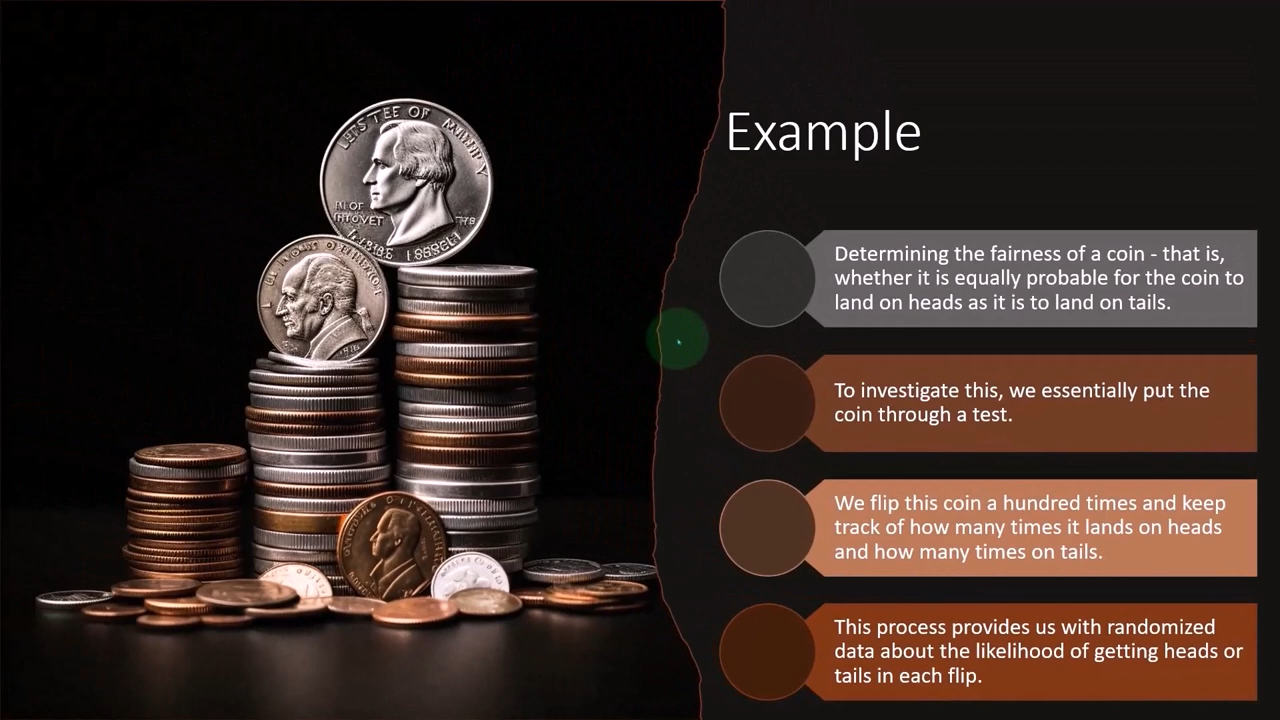 Example
Determining the fairness of a coin - that is,
whether it is equally probable for the coin to
land on heads as it is to land on tails.
To investigate this, we essentially put the
coin through a test.
We flip this coin a hundred times and keep
track of how many times it lands on heads
and how many times on tails.
This process provides us with randomized
data about the likelihood of getting heads or
tails in each flip.